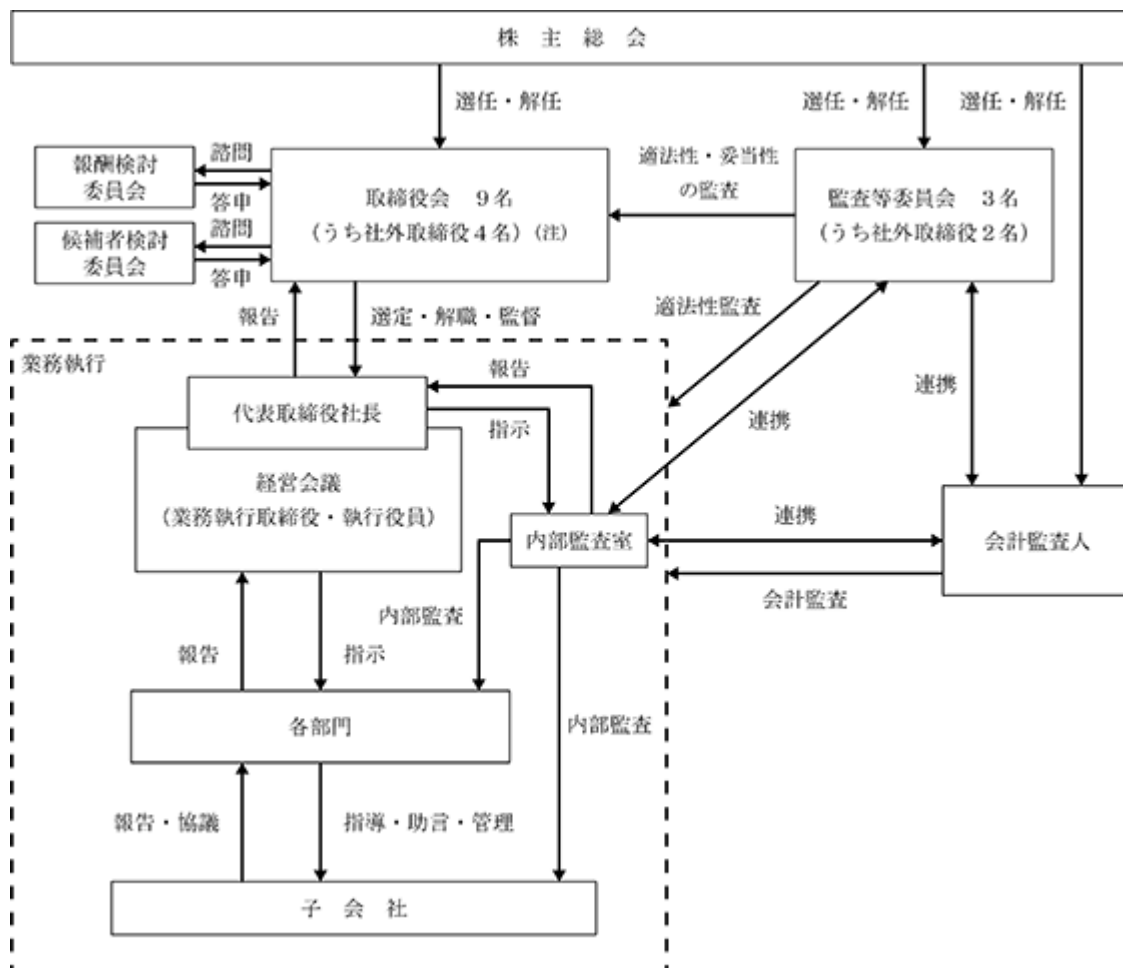 株主総会
選任・解任
選任・解任
選任・解任
報酬検討
委員会
諮問
答申
取締役会 9名
(うち社外取締役4名)(注)
適法性・妥当性
の監査
監査等委員会 3名
(うち社外取締役2名)
候補者検討
委員会
諮問
答申
報告
選定・解職・監督
適法性監査
業務執行
報告
連携
連携
代表取締役社長
指示
経営会議
(業務執行取締役・執行役員)
内部監査室
連携
会計監査人
会計監査
内部監査
報告
指示
各部門
内部監査
報告・協議
指導・助言・管理
子会社